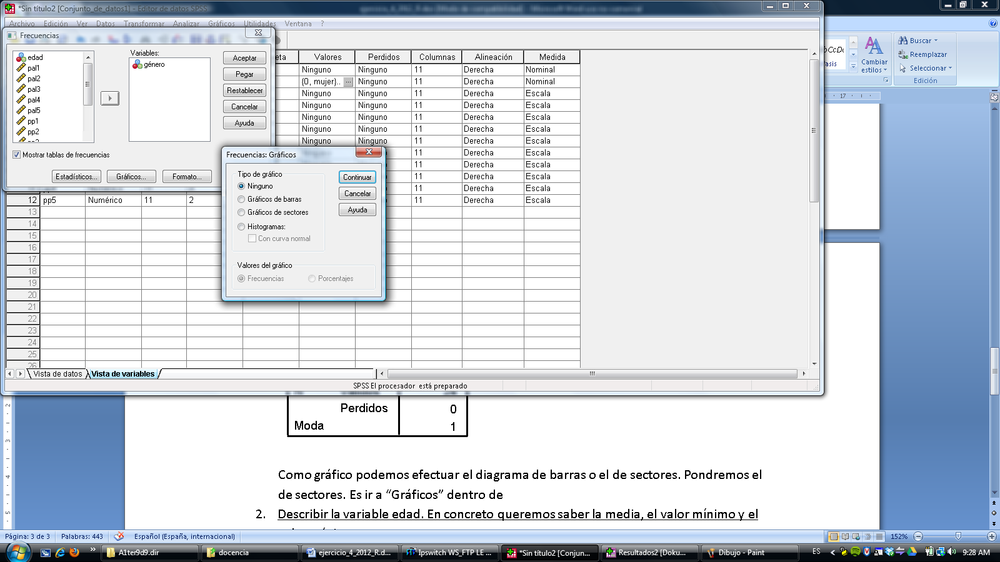 *Sin título2 [Conjunto_de_datos1] - Editor de datos SPSS
Archivo Edición Ver Datos Transformar Analizar Gráficos Utilidades Ventana ?
Frecuencias
edad
pal1
pal2
pal3
pal4
pal5
pp1
pp2
Variables:
género
Aceptar
Pegar
Restablecer
Cancelar
Ayuda
Mostrar tablas de frecuencias
Estadísticos... Gráficos... Formato...
Valores Perdidos Columnas Alineación Medida
Ninguno Ninguno 11 Derecha Nominal
{0, mujer}... Ninguno 11 Derecha Nominal
Ninguno Ninguno 11 Derecha Escala
Ninguno Ninguno 11 Derecha Escala
Ninguno Ninguno 11 Derecha Escala
Ninguno Ninguno 11 Derecha Escala
Ninguno Ninguno 11 Derecha Escala
11 Derecha Escala
11 Derecha Escala
11 Derecha Escala
11 Derecha Escala
12 pp5 Numérico 11 2 11 Derecha Escala
13
14
15
16
17
18
19
20
21
22
23
24
25
26
Frecuencias: Gráficos
Tipo de gráfico
Ninguno
Gráficos de barras
Gráficos de sectores
Histogramas:
Con curva normal
Continuar
Cancelar
Ayuda
Valores del gráfico
Frecuencias Porcentajes
Vista de datos Vista de variables
SPSS El procesador está preparado
Cambiar
estilos
Buscar
Reemplazar
Seleccionar
Edición
17
Perdidos 0
Moda 1
Como gráfico podemos efectuar el diagrama de barras o el de sectores. Pondremos el
de sectores. Es ir a “Gráficos” dentro de
2. Describir la variable edad. En concreto queremos saber la media, el valor mínimo y el
2
3
4
5
Página: 3 de 3 Palabras: 443 Español (España, internacional) 152%
A1ter9d9.dir docencia ejercicio_4_2012_R.d... Ipswitch WS_FTP LE ... *Sin título2 [Conjun... Resultados2 [Doku... Dibujo - Paint ES 9:28 AM